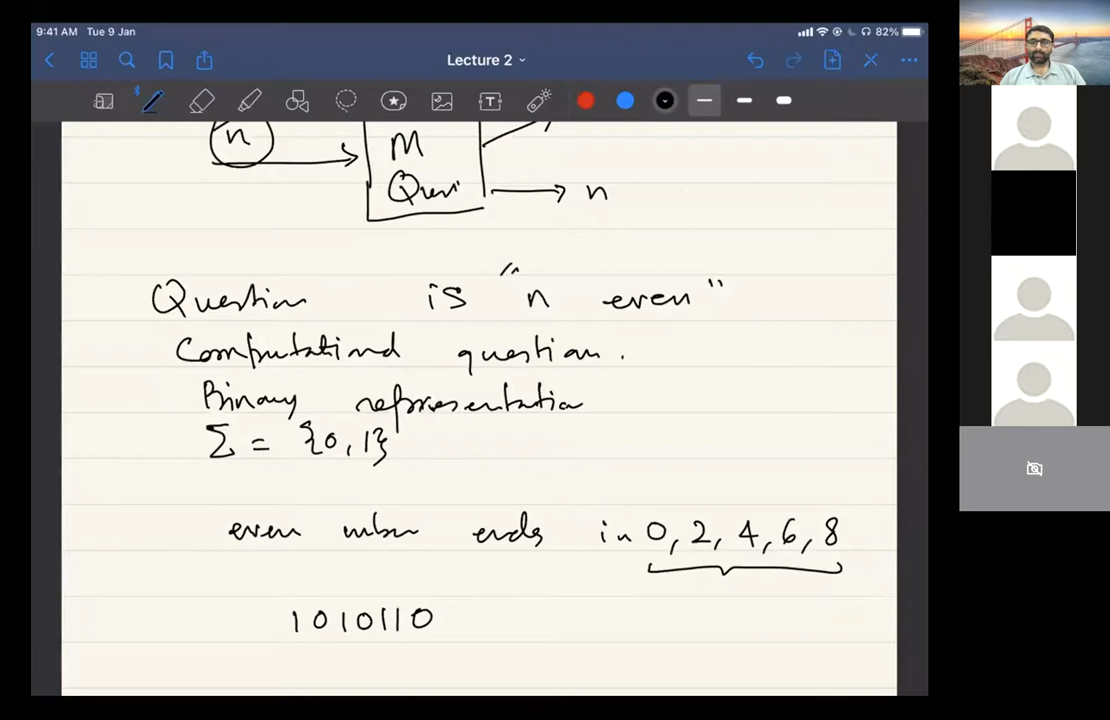 9:41 AM Tue 9 Jan
82%
Lecture 2
n
M
Ques
n
Question is "n even"
Computational question.
Binary representation
Σ = {0,1}
even number ends in 0, 2, 4, 6, 8
1010110